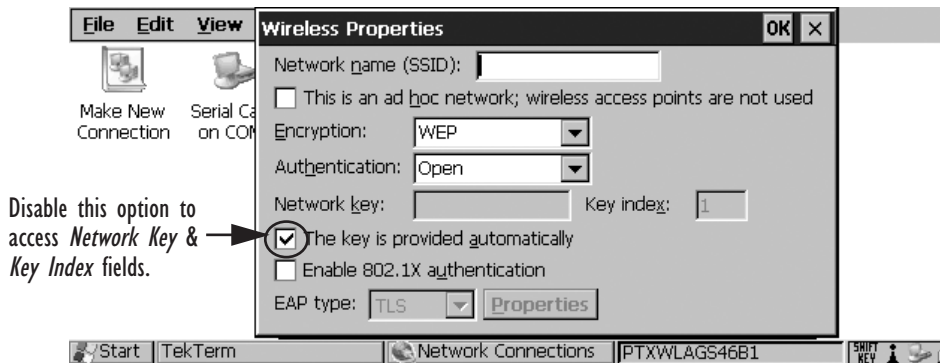 File Edit View
Wireless Properties OK ×
Network name (SSID):
This is an ad hoc network; wireless access points are not used
Make New
Connection
Serial Ca
on COM
Encryption: WEP
Authentication: Open
Network key: Key index: 1
Disable this option to
access Network Key &
Key Index fields.
The key is provided automatically
Enable 802.1X authentication
EAP type: TLS Properties
Start TekTerm Network Connections PTXWLAGS46B1 SHIFT
KEY